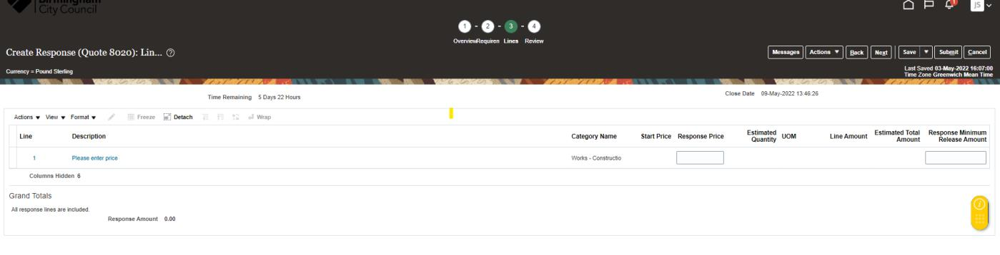 Birmingham
City Council
1
JS
1 - 2 - 3 - 4
Overview Requiren Lines Review
Create Response (Quote 8020): Lin... ?
Messages Actions Back Next Save Submit Cancel
Currency = Pound Sterling
Last Saved 03-May-2022 16:07:00
Time Zone Greenwich Mean Time
Time Remaining 5 Days 22 Hours
Close Date 09-May-2022 13:46:26
Actions View Format Freeze Detach Wrap
Line Description Category Name Start Price Response Price Estimated Quantity UOM Line Amount Estimated Total Amount Response Minimum Release Amount
1 Please enter price Works - Constructio
Columns Hidden 6
Grand Totals
All response lines are included.
Response Amount 0.00